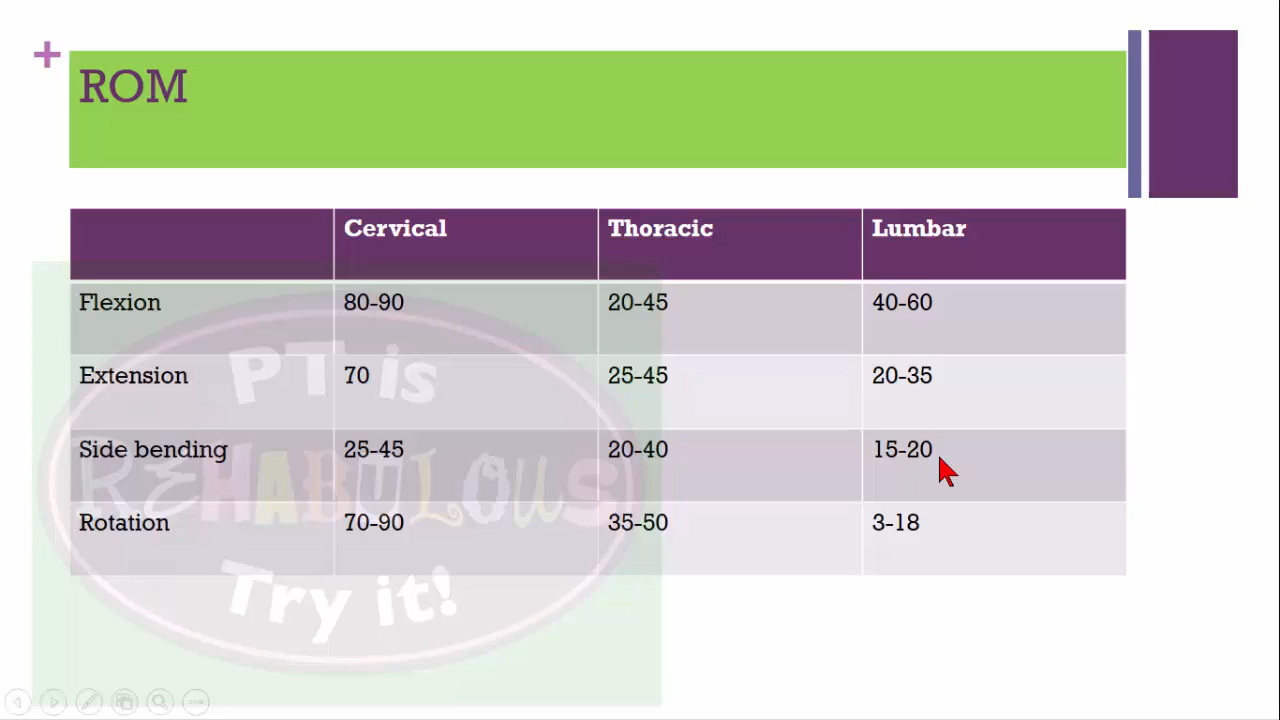 +
ROM
Cervical Thoracic Lumbar
Flexion 80-90 20-45 40-60
Extension 70 25-45 20-35
Side bending 25-45 20-40 15-20
Rotation 70-90 35-50 3-18
PT is
REHABULOUS
Try it!